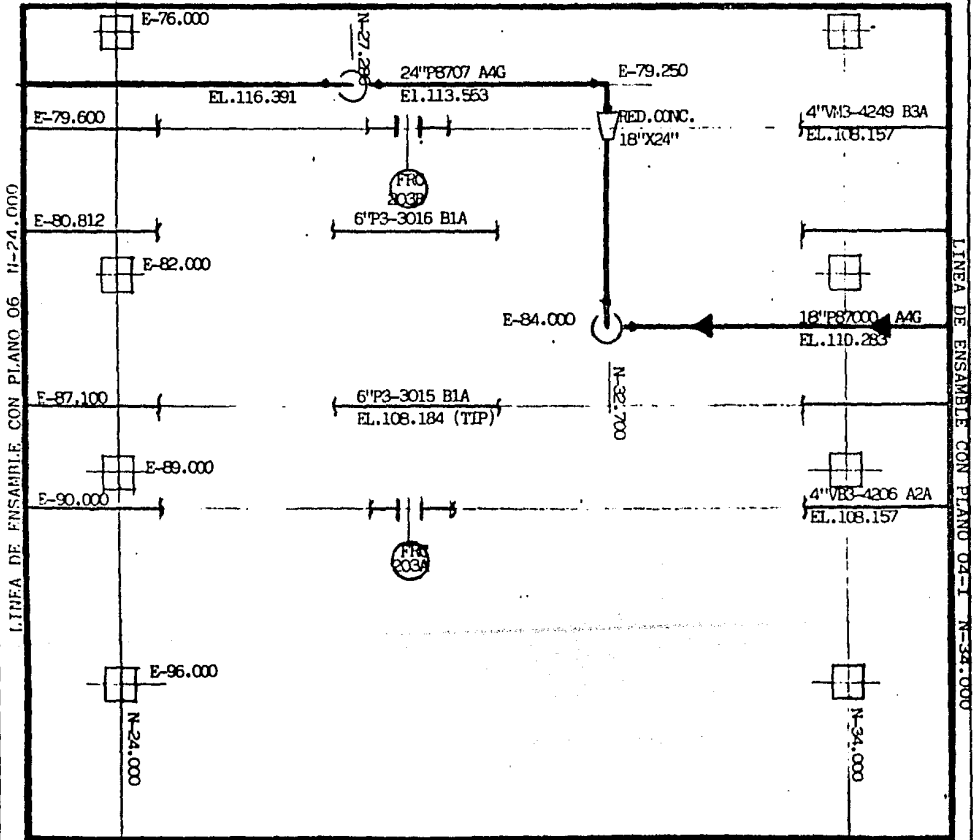 E-76.000
N-27.286
24"P8707 A4G
E-79.250
EL.116.391
El.113.553
E-79.600
RED.CONC.
18"X24"
4"VM3-4249 B3A
EL.108.157
FRC
203B
E-80.812
6"P3-3016 B1A
E-82.000
E-84.000
18"P87000 A4G
EL.110.283
N-32.700
E-87.100
6"P3-3015 B1A
EL.108.184 (TIP)
E-89.000
E-90.000
4"VB3-4206 A2A
EL.108.157
FRC
203A
E-96.000
N-24.000
N-34.000
LINEA DE ENSAMBLE CON PLANO 06 N-24.000
LINEA DE ENSAMBLE CON PLANO 04-I N-34.000